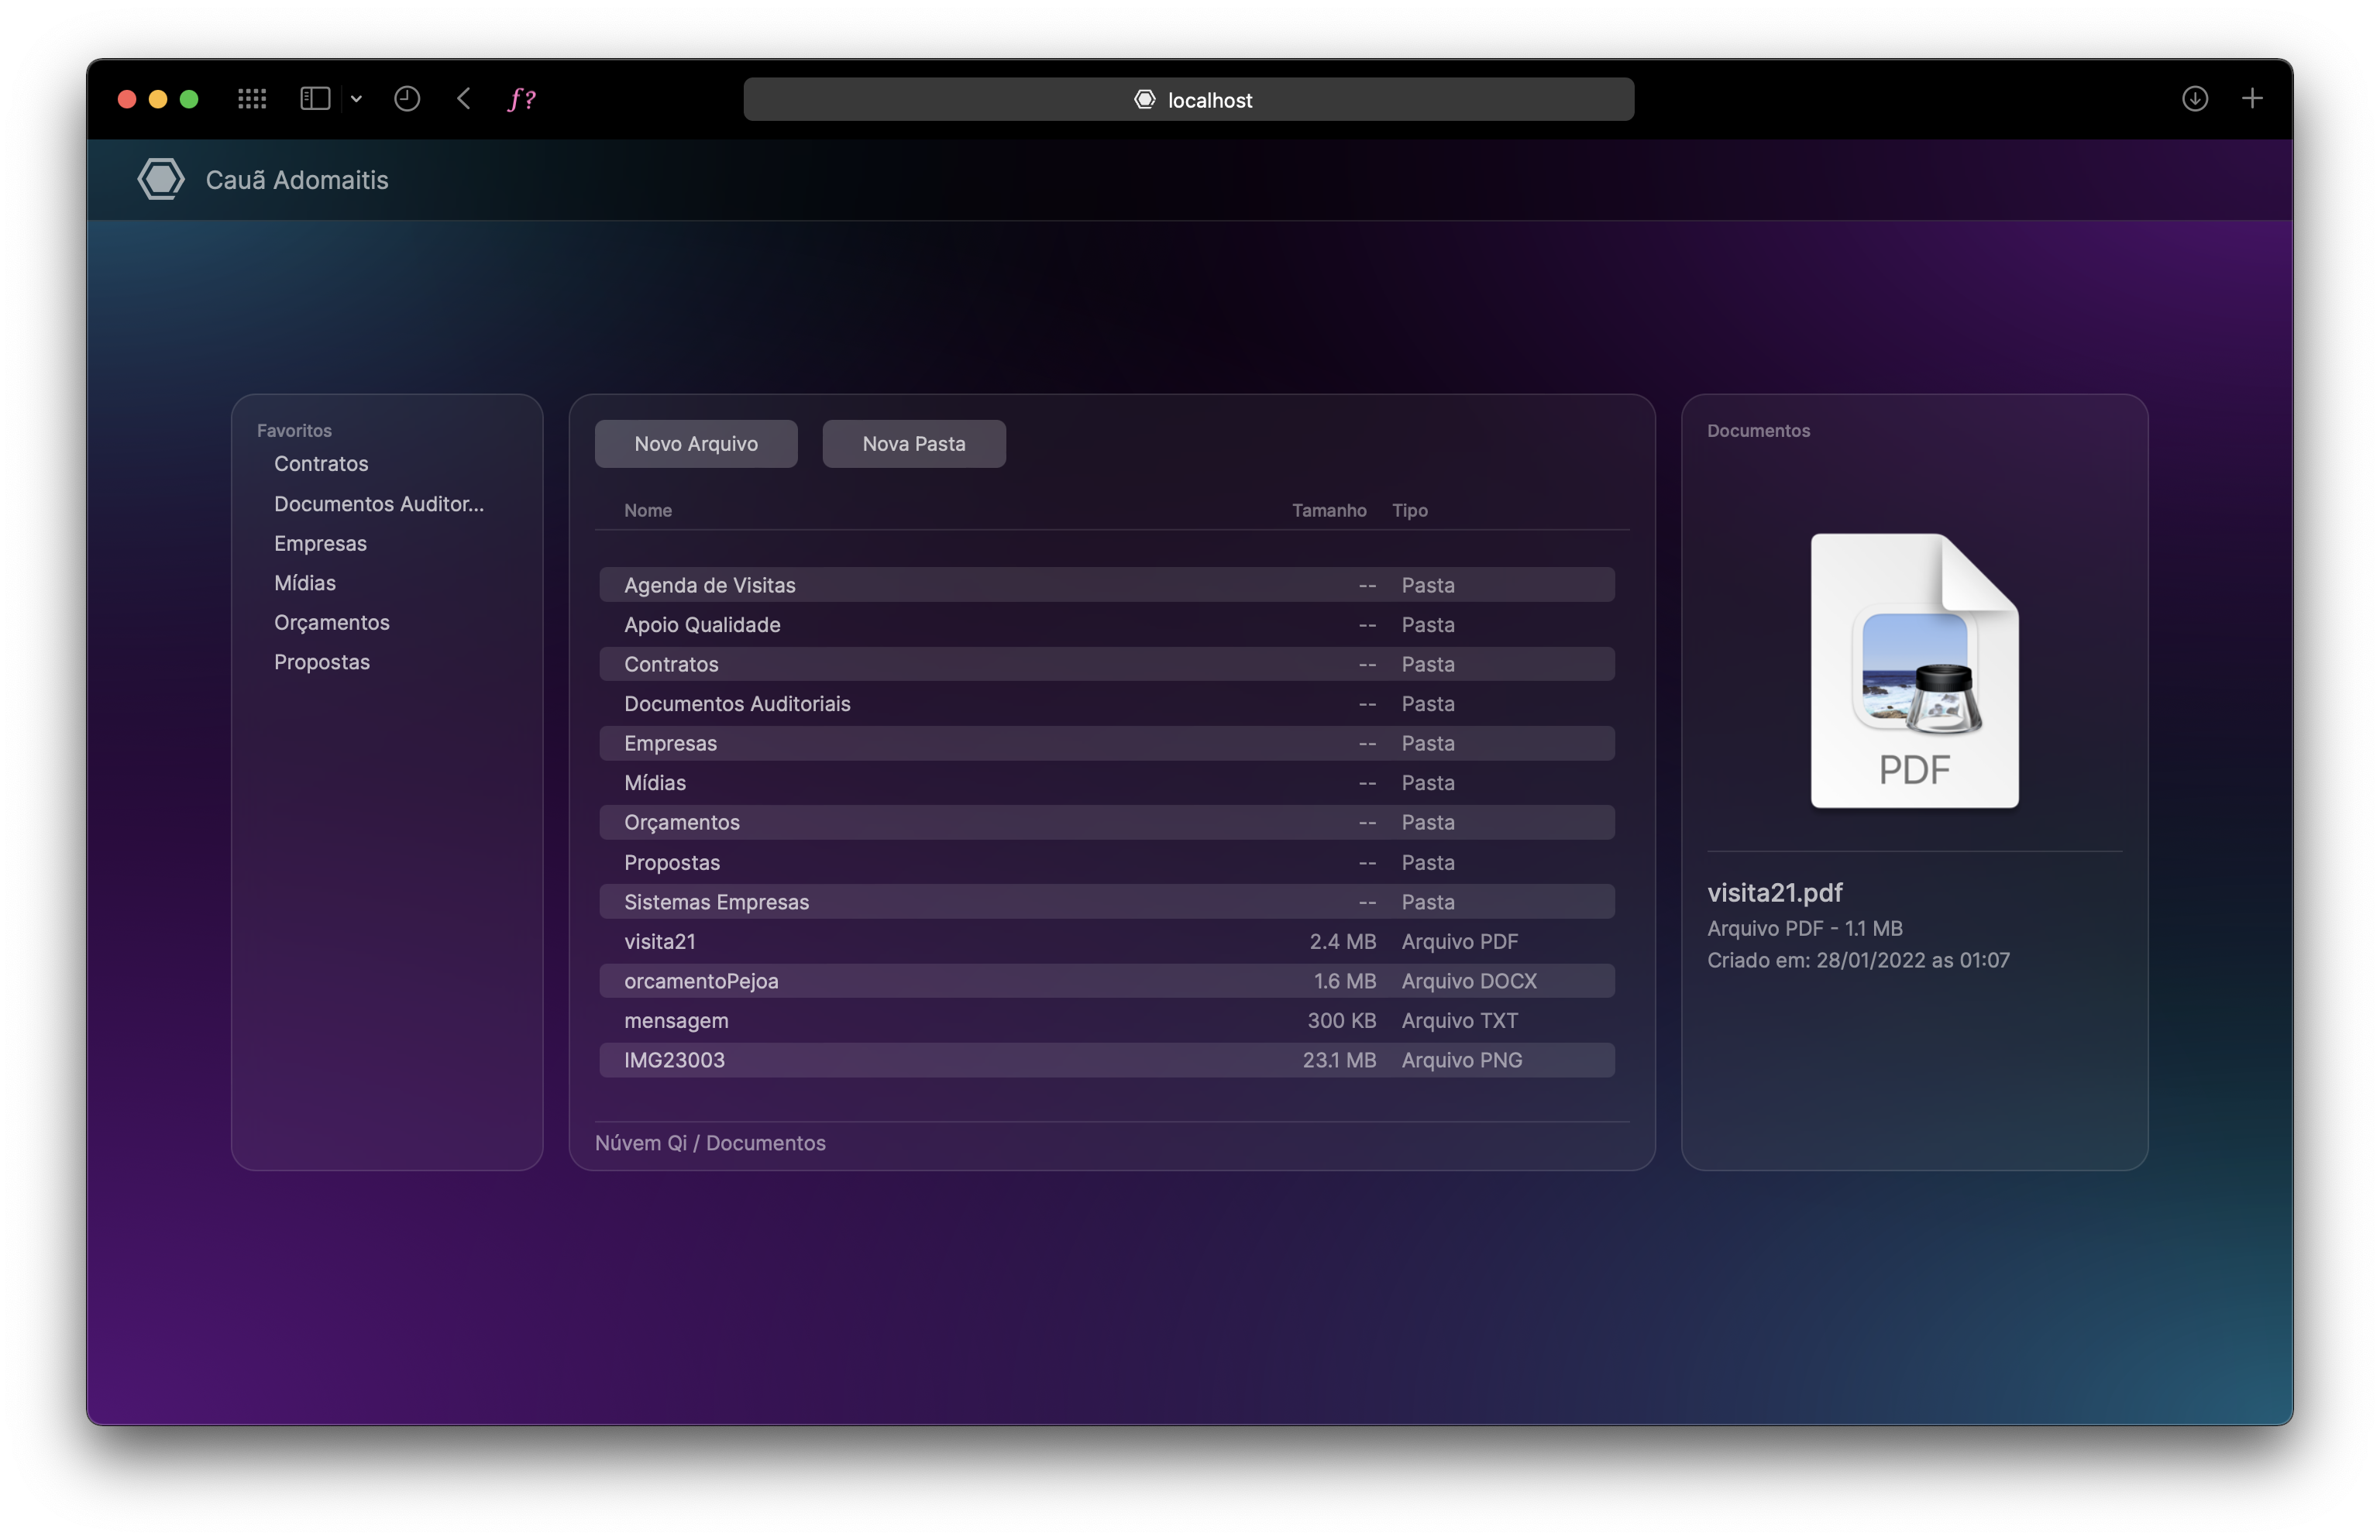 ƒ?
localhost
Cauã Adomaitis
Favoritos
Contratos
Documentos Auditor...
Empresas
Mídias
Orçamentos
Propostas
Novo Arquivo Nova Pasta
Nome Tamanho Tipo
Agenda de Visitas -- Pasta
Apoio Qualidade -- Pasta
Contratos -- Pasta
Documentos Auditoriais -- Pasta
Empresas -- Pasta
Mídias -- Pasta
Orçamentos -- Pasta
Propostas -- Pasta
Sistemas Empresas -- Pasta
visita21 2.4 MB Arquivo PDF
orcamentoPejoa 1.6 MB Arquivo DOCX
mensagem 300 KB Arquivo TXT
IMG23003 23.1 MB Arquivo PNG
Núvem Qi / Documentos
Documentos
PDF
visita21.pdf
Arquivo PDF - 1.1 MB
Criado em: 28/01/2022 as 01:07